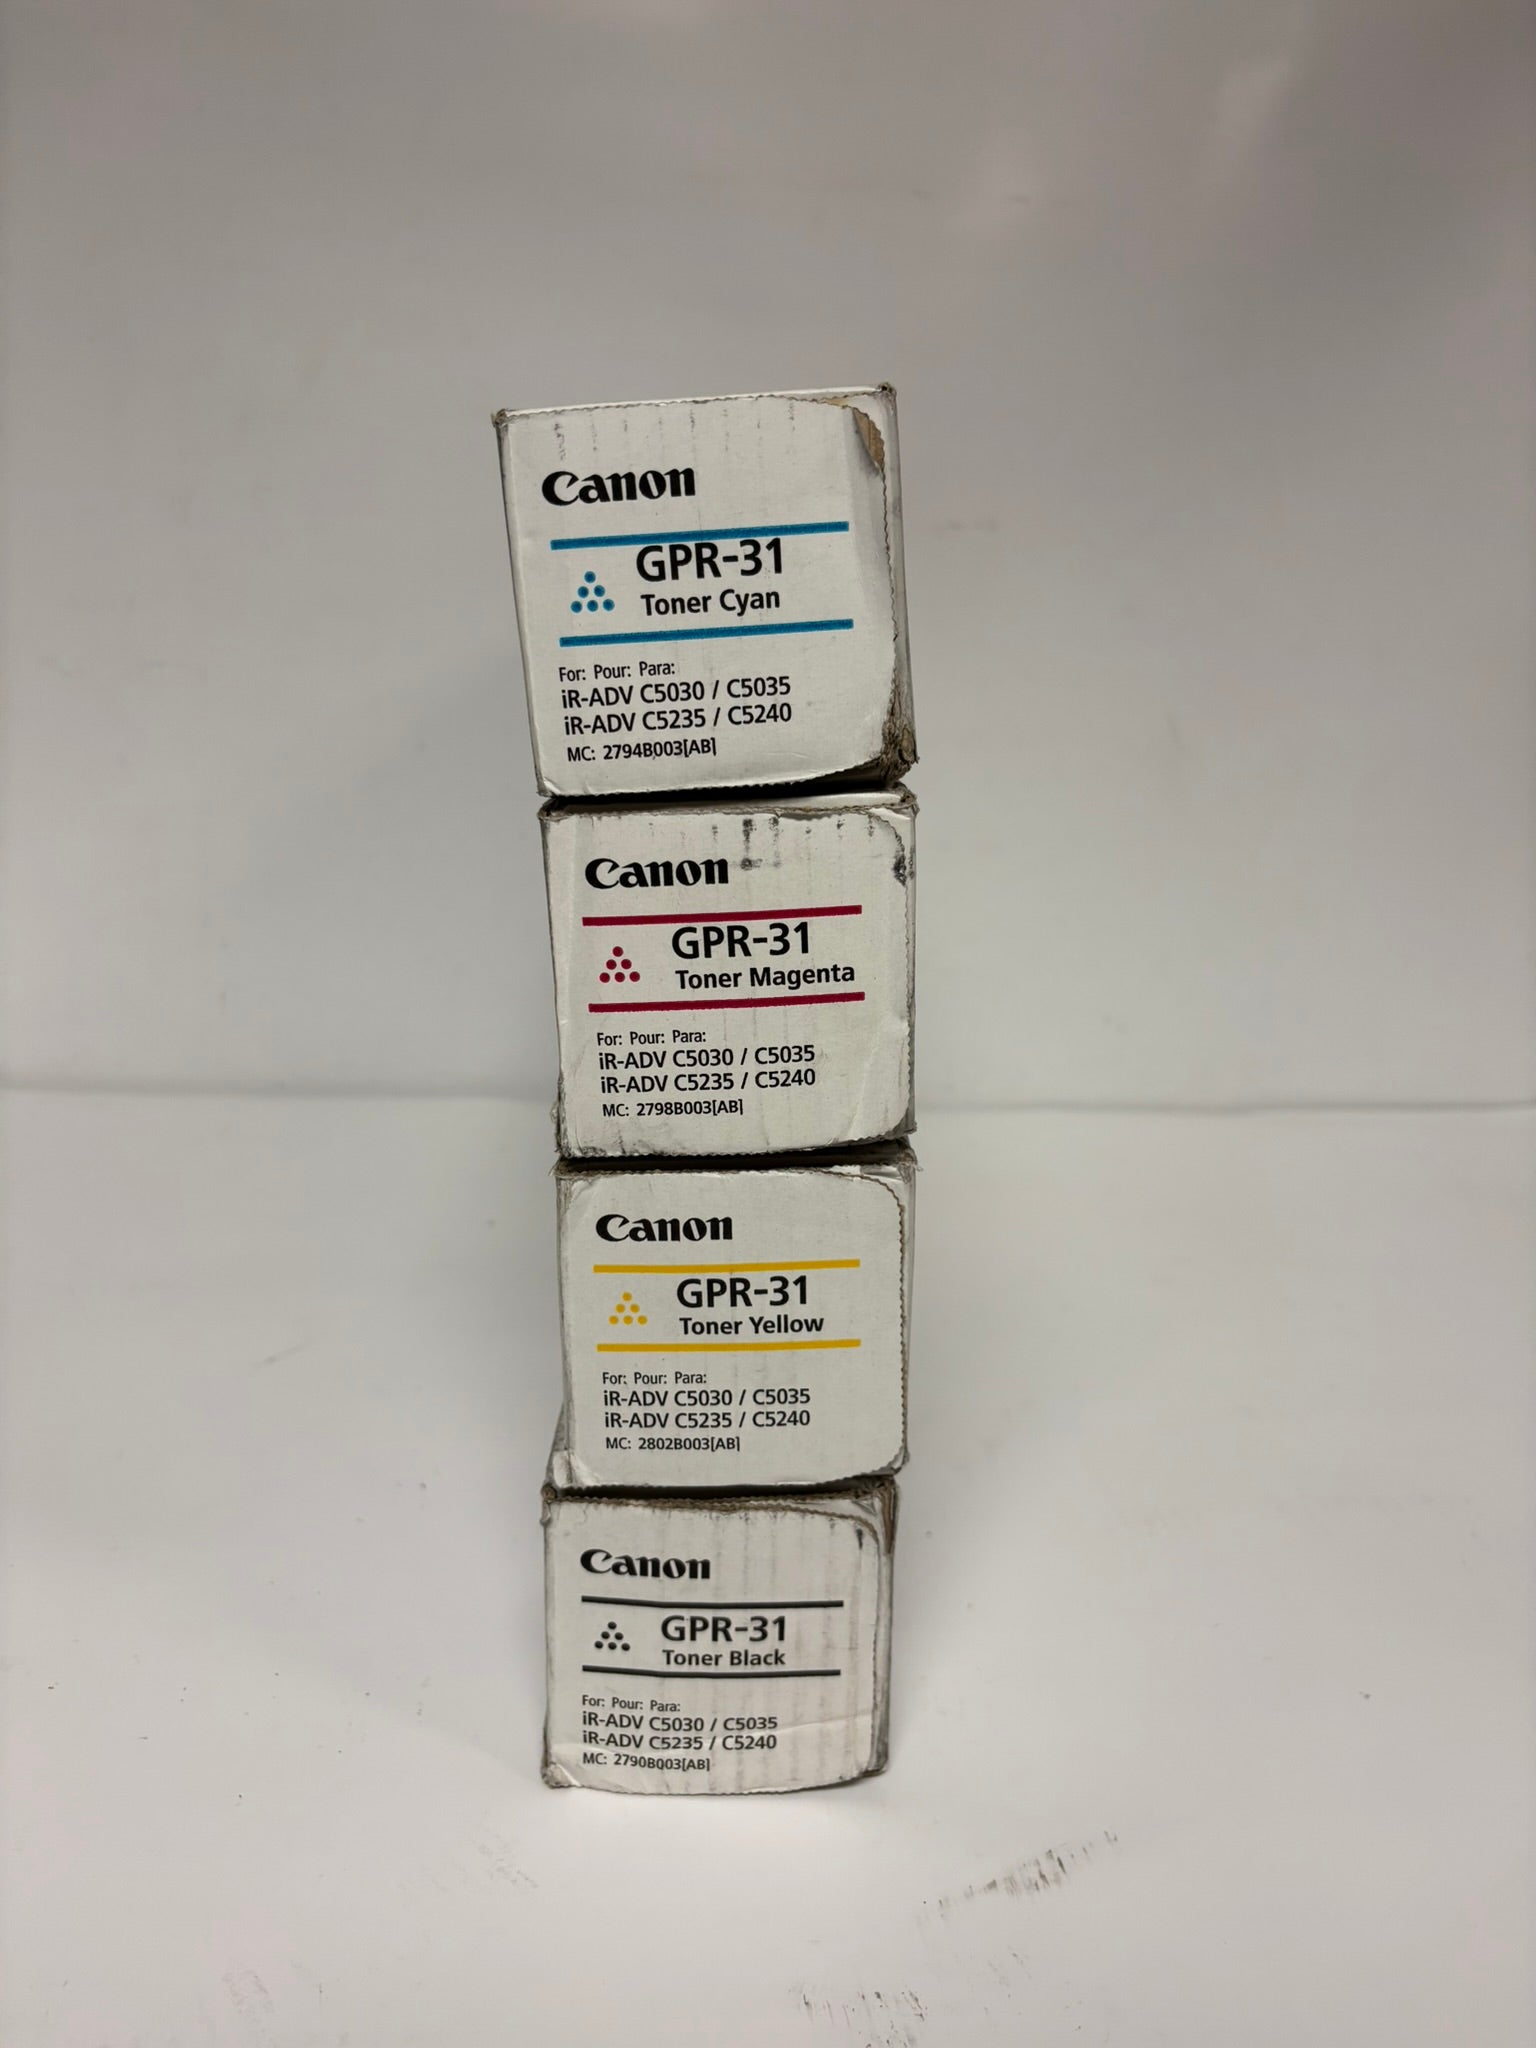 Canon
GPR-31
Toner Cyan
For: Pour: Para:
iR-ADV C5030 / C5035
iR-ADV C5235 / C5240
MC: 2794B003[AB]
Canon
GPR-31
Toner Magenta
For: Pour: Para:
iR-ADV C5030 / C5035
iR-ADV C5235 / C5240
MC: 2798B003[AB]
Canon
GPR-31
Toner Yellow
For: Pour: Para:
iR-ADV C5030 / C5035
iR-ADV C5235 / C5240
MC: 2802B003[AB]
Canon
GPR-31
Toner Black
For: Pour: Para:
iR-ADV C5030 / C5035
iR-ADV C5235 / C5240
MC: 2790B003[AB]